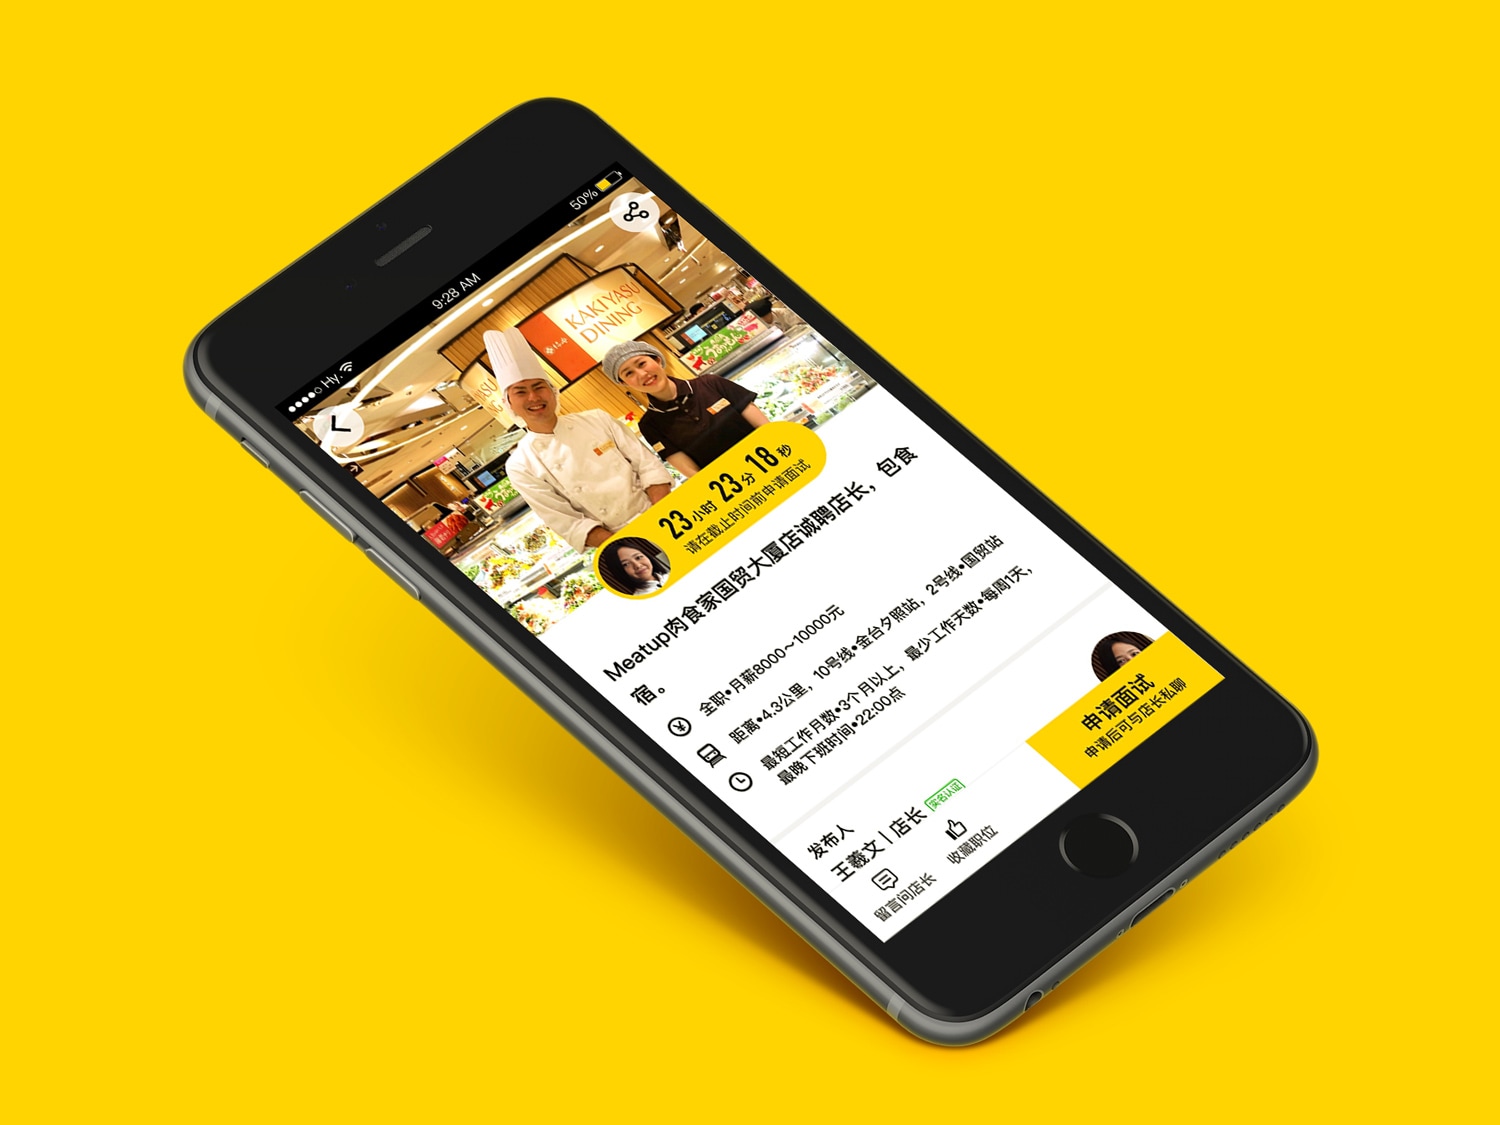 Hy.
9:28 AM
50%
KAKIYASU
DINING
23小时23分18秒
请在截止时间前申请面试
Meatup肉食家国贸大厦店诚聘店长，包食
宿。
全职•月薪8000～10000元
距离•4.3公里，10号线•金台夕照站，2号线•国贸站
最短工作月数•3个月以上，最少工作天数•每周1天，
最晚下班时间•22:00点
发布人
王羲文丨店长
实名认证
留言问店长
收藏职位
申请面试
申请后可与店长私聊